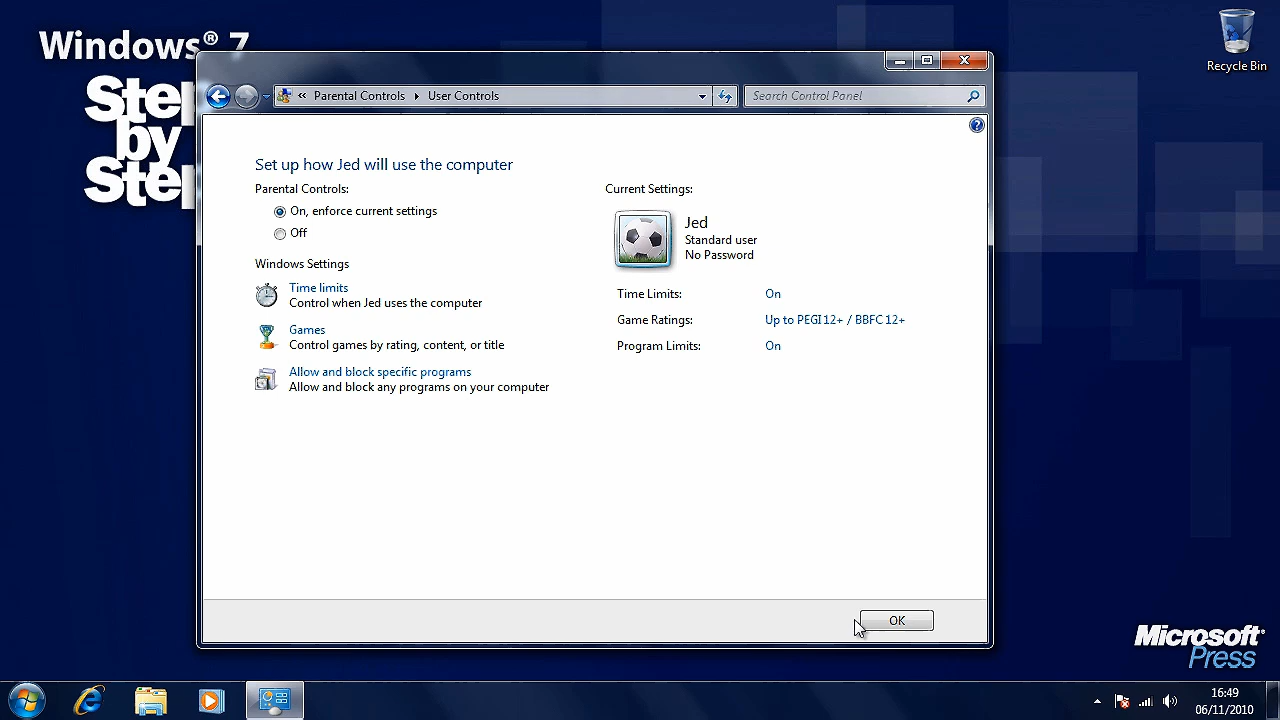 Windows® 7
Step
by
Step
Recycle Bin
« Parental Controls User Controls
Search Control Panel
Set up how Jed will use the computer
Parental Controls:
On, enforce current settings
Off
Windows Settings
Time limits
Control when Jed uses the computer
Games
Control games by rating, content, or title
Allow and block specific programs
Allow and block any programs on your computer
Current Settings:
Jed
Standard user
No Password
Time Limits: On
Game Ratings: Up to PEGI 12+ / BBFC 12+
Program Limits: On
OK
Microsoft®
Press
16:49
06/11/2010